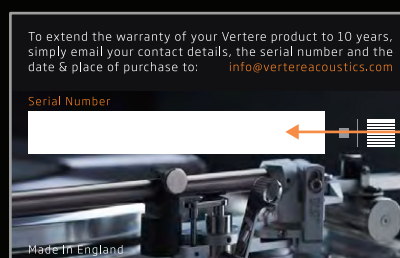 To extend the warranty of your Vertere product to 10 years,
simply email your contact details, the serial number and the
date & place of purchase to: info@vertereacoustics.com
Serial Number
Made in England